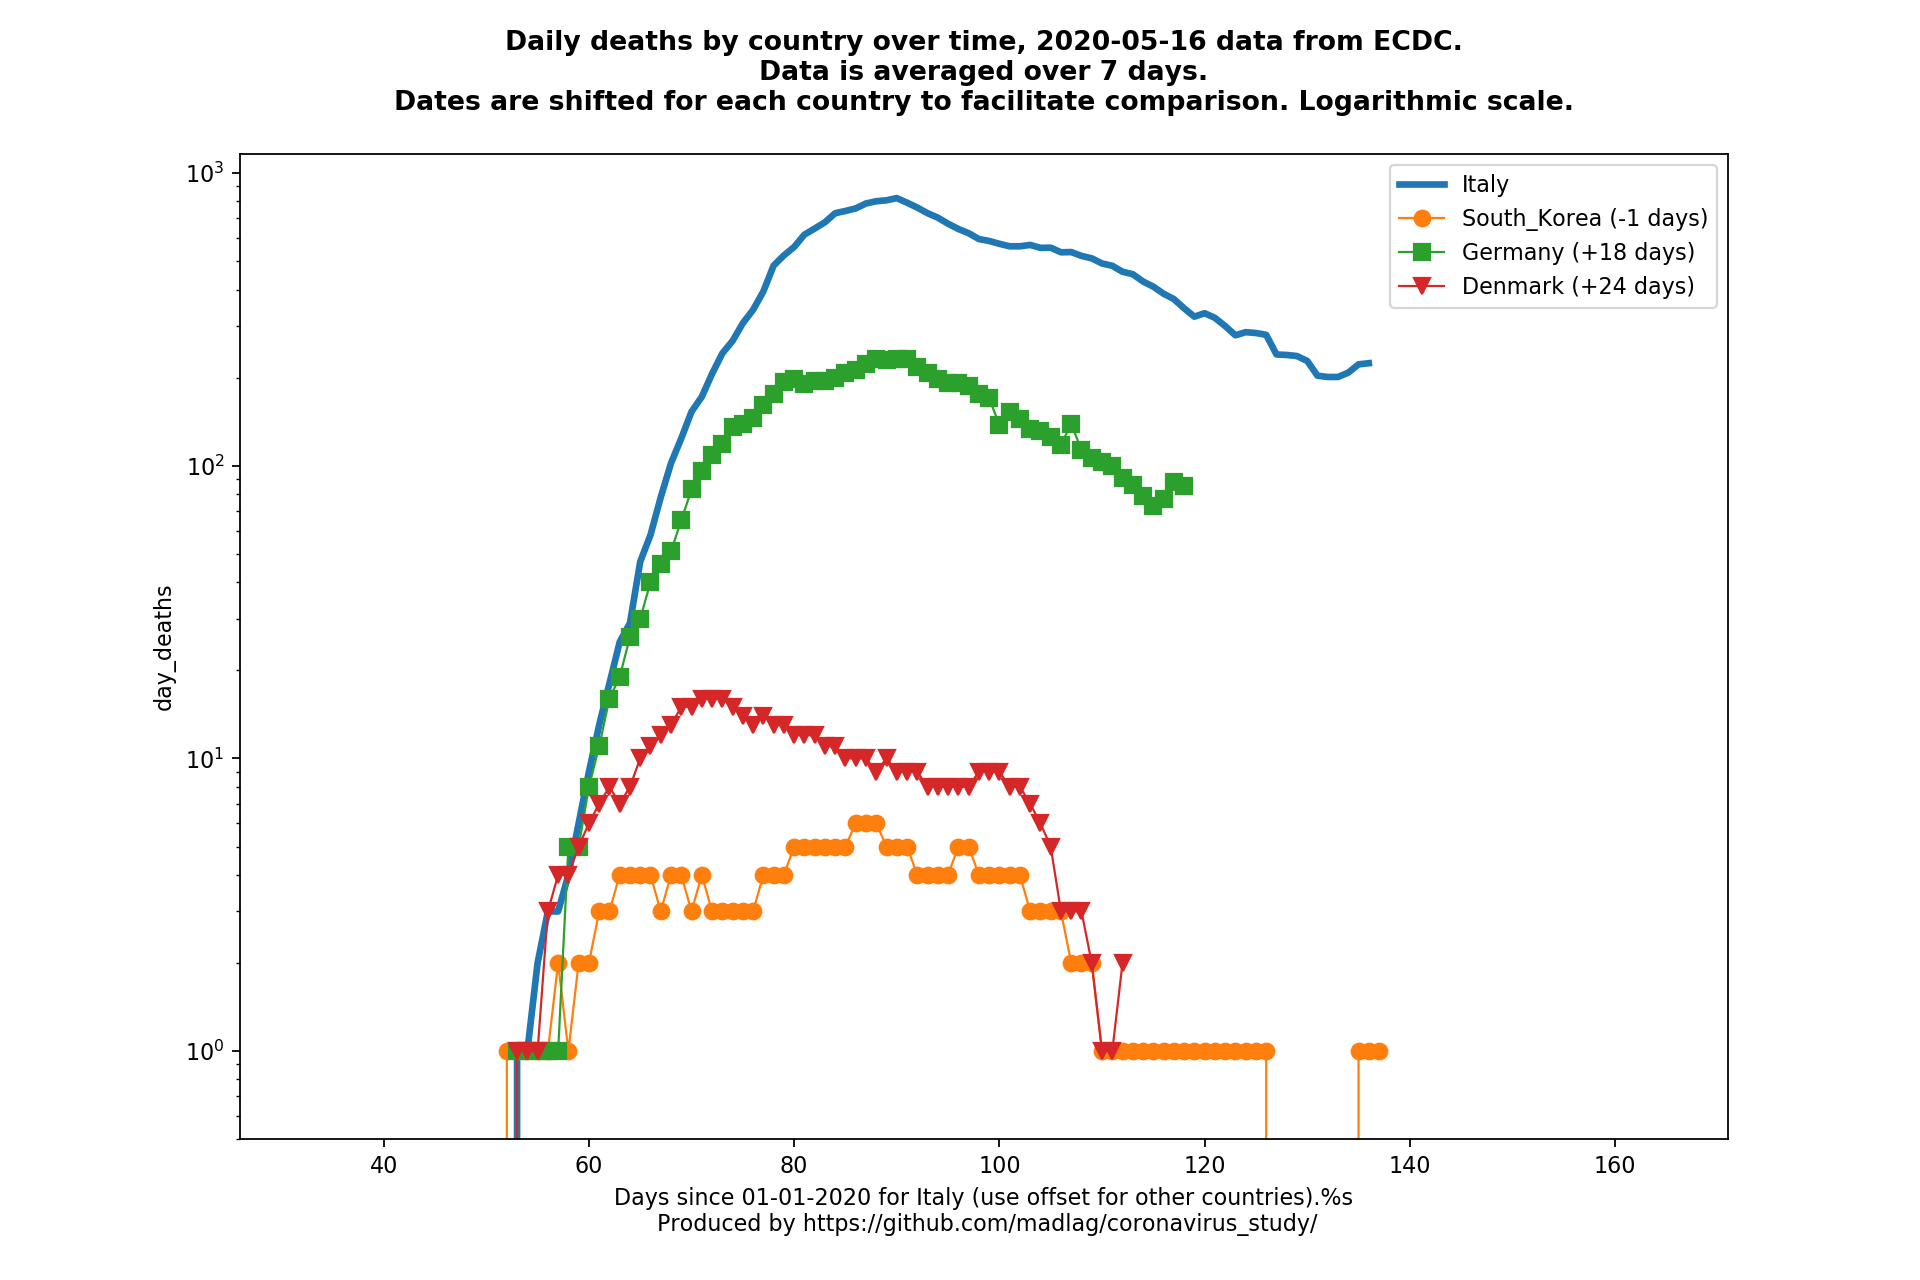 Daily deaths by country over time, 2020-05-16 data from ECDC.
Data is averaged over 7 days.
Dates are shifted for each country to facilitate comparison. Logarithmic scale.
10³
10²
10¹
10⁰
day_deaths
Italy
South_Korea (-1 days)
Germany (+18 days)
Denmark (+24 days)
40 60 80 100 120 140 160
Days since 01-01-2020 for Italy (use offset for other countries).%s
Produced by https://github.com/madlag/coronavirus_study/